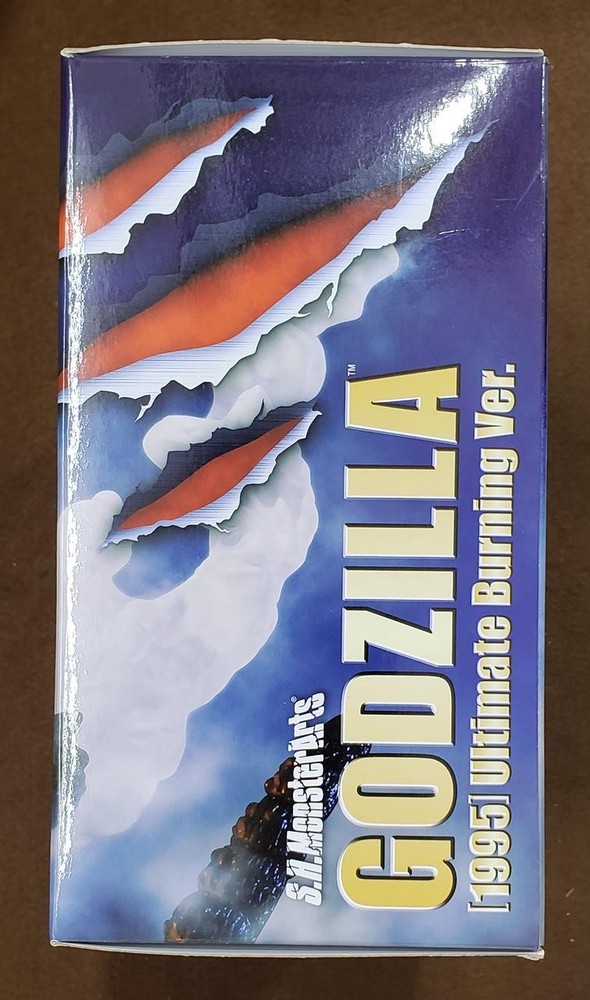 S.H.MonsterArts®
GODZILLA™
[1995] Ultimate Burning Ver.